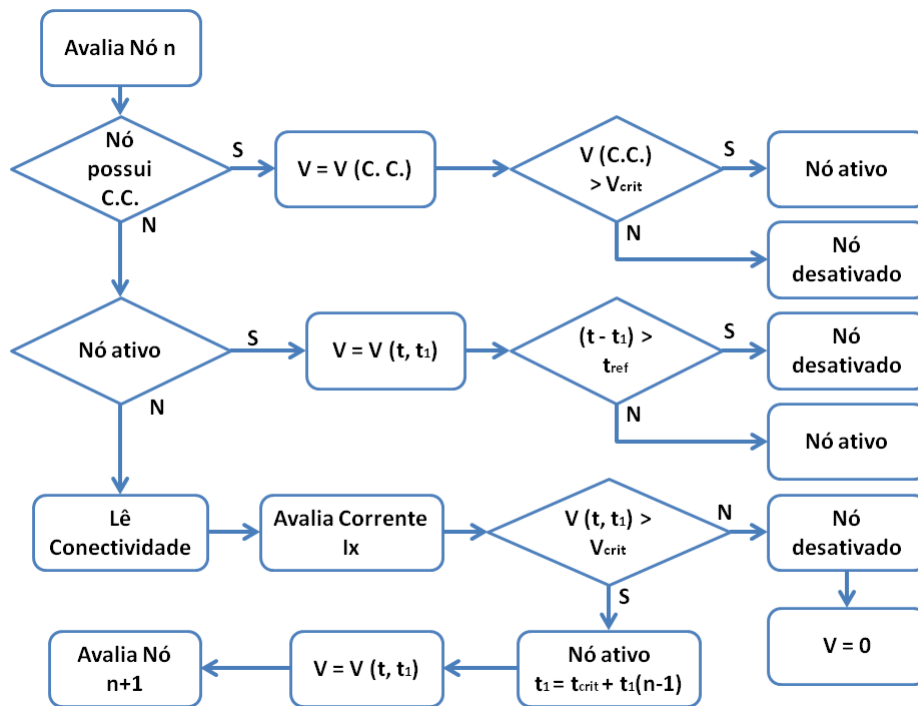 Avalia Nó n
Nó
possui
C.C.
S
N
V = V (C. C.)
V (C.C.)
> Vcrit
S
N
Nó ativo
Nó
desativado
Nó ativo
S
N
V = V (t, t1)
(t - t1) >
tref
S
N
Nó
desativado
Nó ativo
Lê
Conectividade
Avalia Corrente
Ix
V (t, t1) >
Vcrit
N
S
Nó
desativado
V = 0
Nó ativo
t1 = tcrit + t1(n-1)
V = V (t, t1)
Avalia Nó
n+1